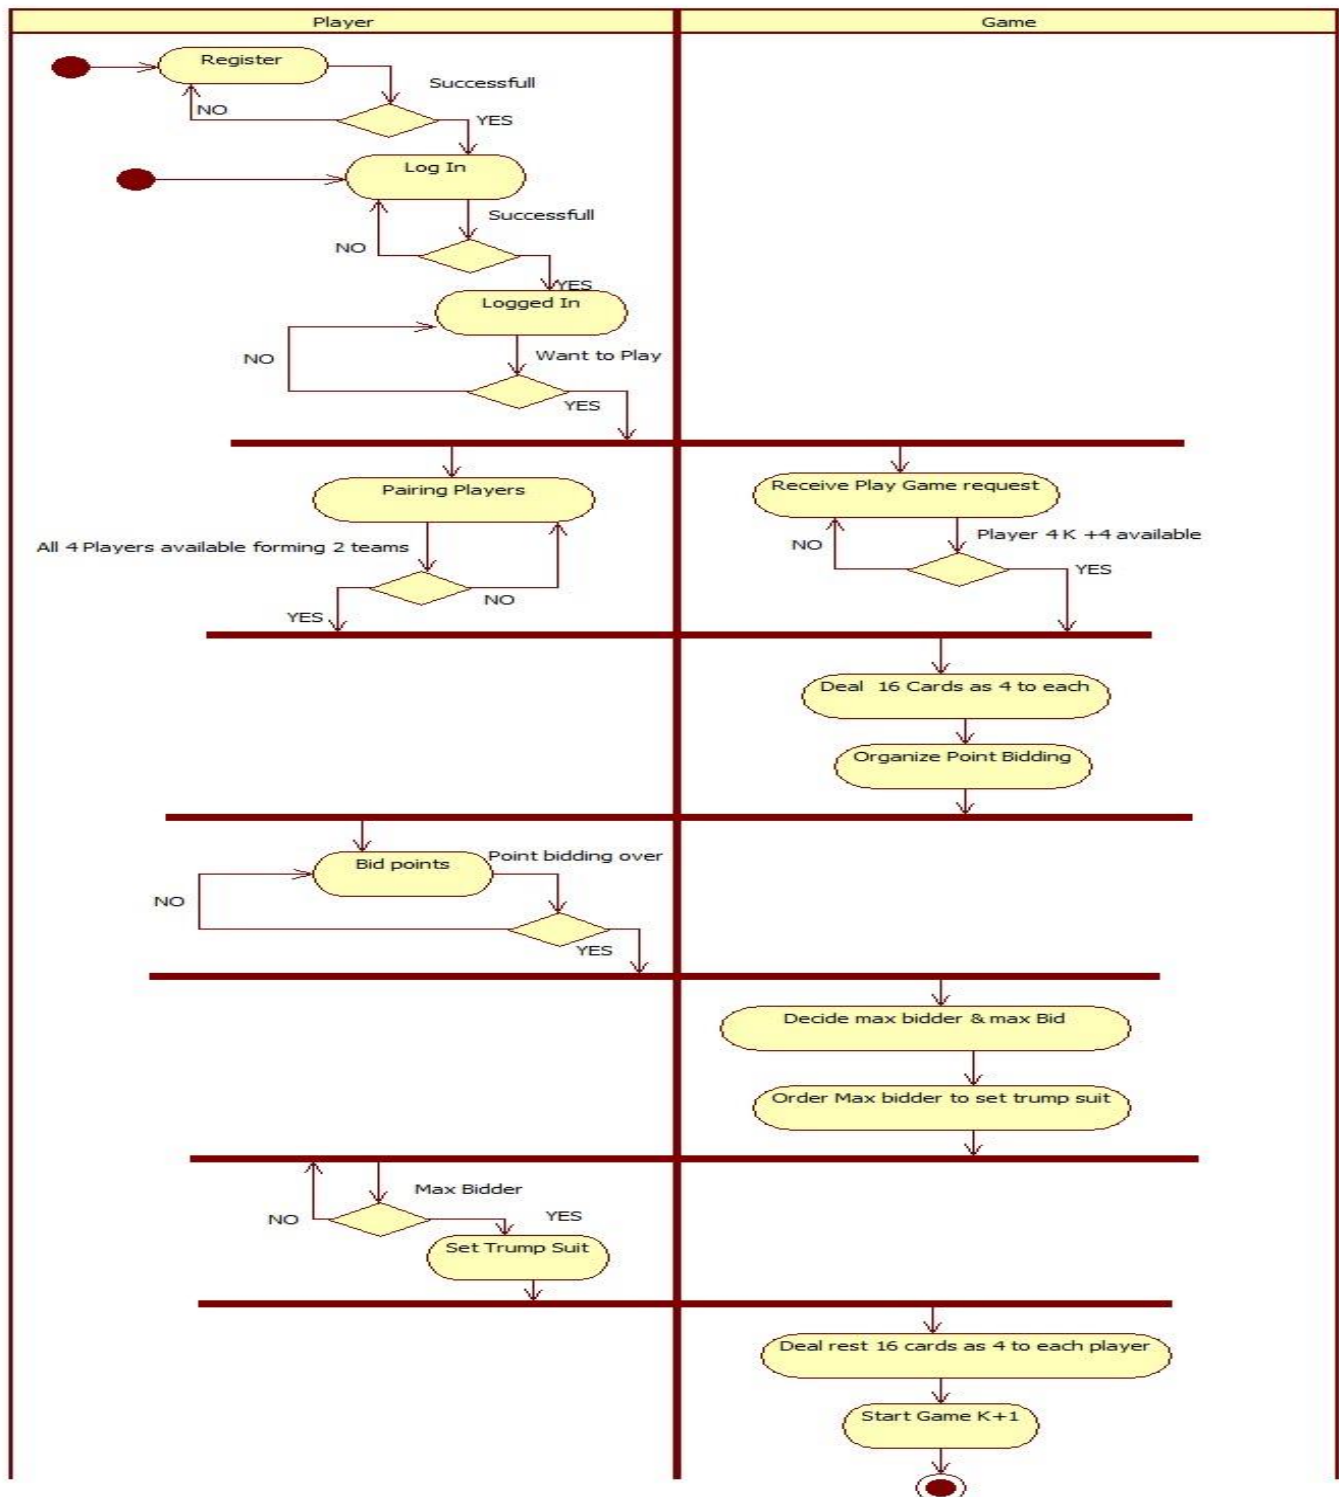 Player
Game
Register
Successfull
NO
YES
Log In
Successfull
NO
YES
Logged In
Want to Play
NO
YES
Pairing Players
Receive Play Game request
All 4 Players available forming 2 teams
Player 4 K +4 available
NO
YES
YES
NO
Deal 16 Cards as 4 to each
Organize Point Bidding
Bid points
Point bidding over
NO
YES
Decide max bidder & max Bid
Order Max bidder to set trump suit
Max Bidder
NO
YES
Set Trump Suit
Deal rest 16 cards as 4 to each player
Start Game K+1